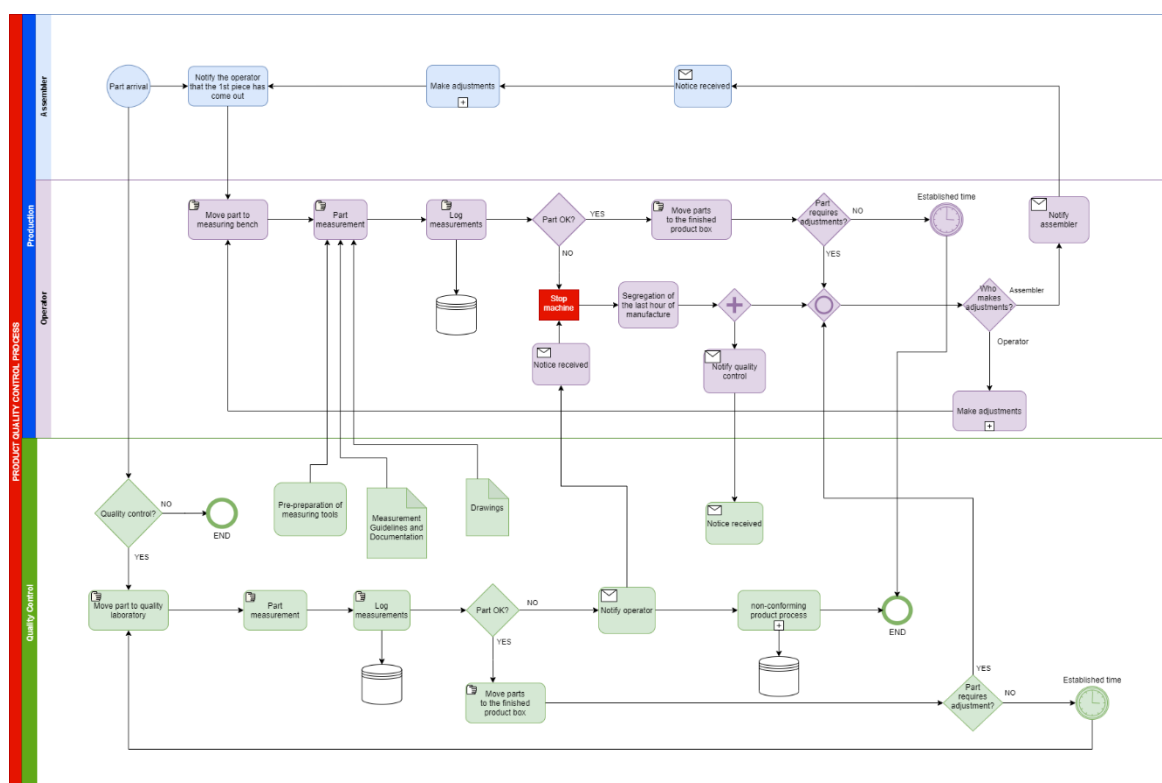 PRODUCT QUALITY CONTROL PROCESS
Production
Assembler
Part arrival
Notify the operator
that the 1st piece has
come out
Make adjustments
Notice received
Operator
Move part to
measuring bench
Part
measurement
Log
measurements
Part OK?
YES
NO
Move parts
to the finished
product box
Part
requires
adjustments?
NO
YES
Established time
Notify
assembler
Stop
machine
Segregation of
the last hour of
manufacture
Who
makes
adjustments?
Assembler
Operator
Notice received
Notify quality
control
Make adjustments
Quality Control
Quality control?
NO
YES
END
Pre-preparation of
measuring tools
Measurement
Guidelines and
Documentation
Drawings
Notice received
Move part to quality
laboratory
Part
measurement
Log
measurements
Part OK?
NO
YES
Notify operator
non-conforming
product process
END
Move parts
to the finished
product box
Part
requires
adjustment?
YES
NO
Established time